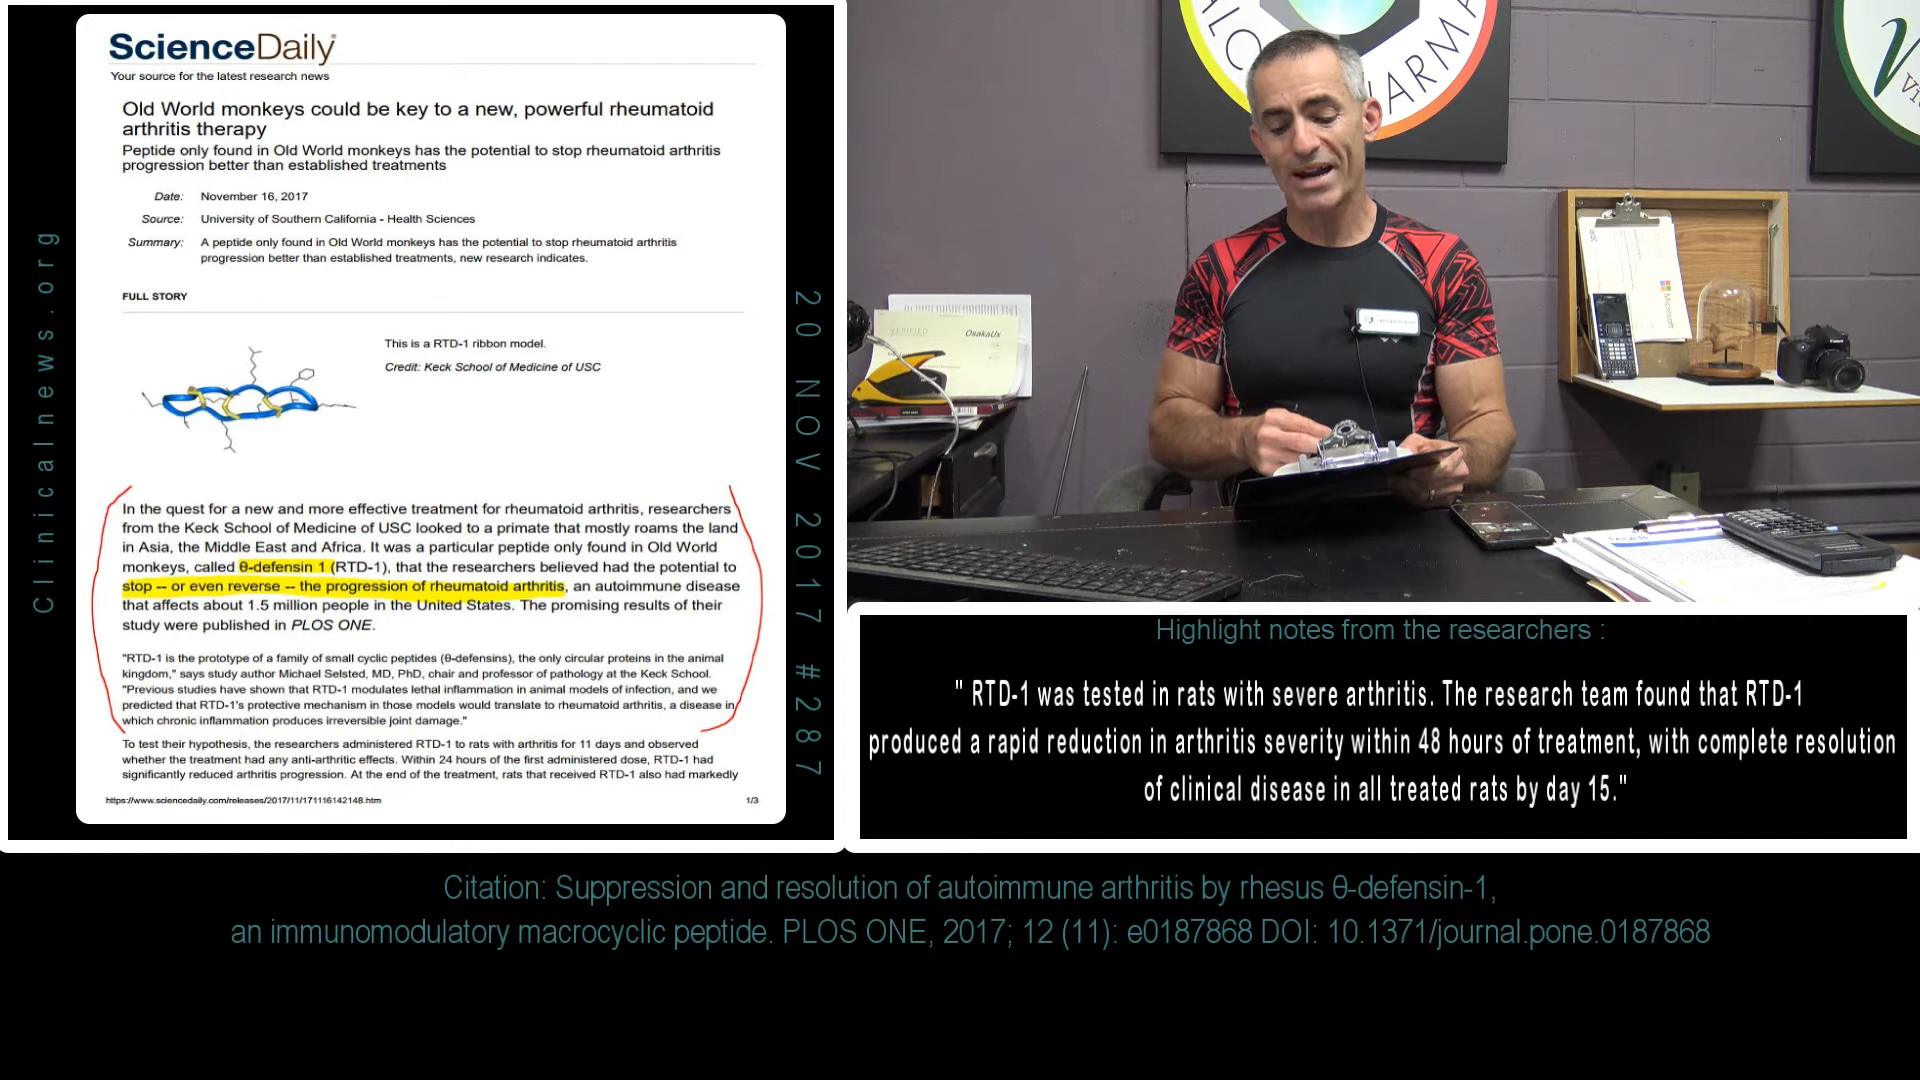 ScienceDaily
Your source for the latest research news
Old World monkeys could be key to a new, powerful rheumatoid
arthritis therapy
Peptide only found in Old World monkeys has the potential to stop rheumatoid arthritis
progression better than established treatments
Date: November 16, 2017
Source: University of Southern California - Health Sciences
Summary: A peptide only found in Old World monkeys has the potential to stop rheumatoid arthritis
progression better than established treatments, new research indicates.
FULL STORY
This is a RTD-1 ribbon model.
Credit: Keck School of Medicine of USC
In the quest for a new and more effective treatment for rheumatoid arthritis, researchers
from the Keck School of Medicine of USC looked to a primate that mostly roams the land
in Asia, the Middle East and Africa. It was a particular peptide only found in Old World
monkeys, called θ-defensin 1 (RTD-1), that the researchers believed had the potential to
stop -- or even reverse -- the progression of rheumatoid arthritis, an autoimmune disease
that affects about 1.5 million people in the United States. The promising results of their
study were published in PLOS ONE.
"RTD-1 is the prototype of a family of small cyclic peptides (θ-defensins), the only circular proteins in the animal
kingdom," says study author Michael Selsted, MD, PhD, chair and professor of pathology at the Keck School.
"Previous studies have shown that RTD-1 modulates lethal inflammation in animal models of infection, and we
predicted that RTD-1's protective mechanism in those models would translate to rheumatoid arthritis, a disease in
which chronic inflammation produces irreversible joint damage."
To test their hypothesis, the researchers administered RTD-1 to rats with arthritis for 11 days and observed
whether the treatment had any anti-arthritic effects. Within 24 hours of the first administered dose, RTD-1 had
significantly reduced arthritis progression. At the end of the treatment, rats that received RTD-1 also had markedly
https://www.sciencedaily.com/releases/2017/11/171116142148.htm 1/3
Clinicalnews.org
20 NOV 2017 #287
VERIFIED
OsakaUx
Microsoft
Highlight notes from the researchers :
" RTD-1 was tested in rats with severe arthritis. The research team found that RTD-1
produced a rapid reduction in arthritis severity within 48 hours of treatment, with complete resolution
of clinical disease in all treated rats by day 15."
Citation: Suppression and resolution of autoimmune arthritis by rhesus θ-defensin-1,
an immunomodulatory macrocyclic peptide. PLOS ONE, 2017; 12 (11): e0187868 DOI: 10.1371/journal.pone.0187868